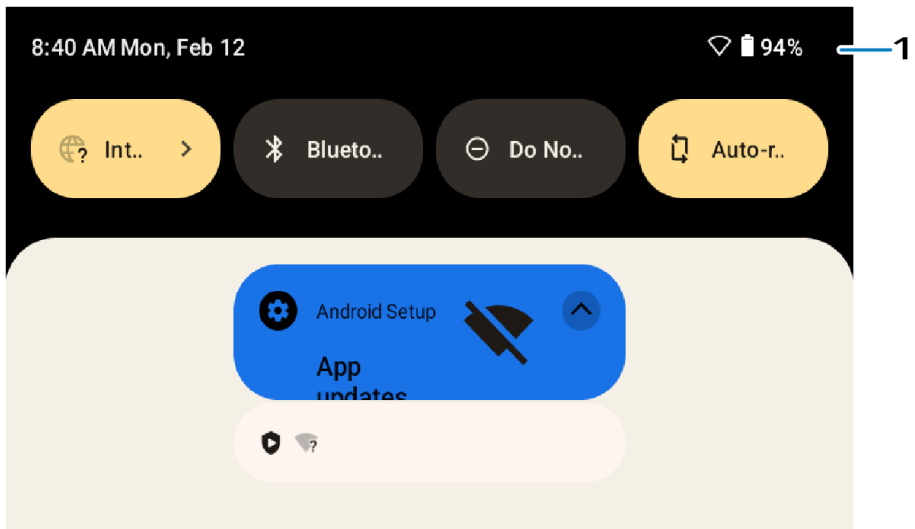 8:40 AM Mon, Feb 12 94% 1
Int.. Blueto.. Do No.. Auto-r..
Android Setup
App
updates